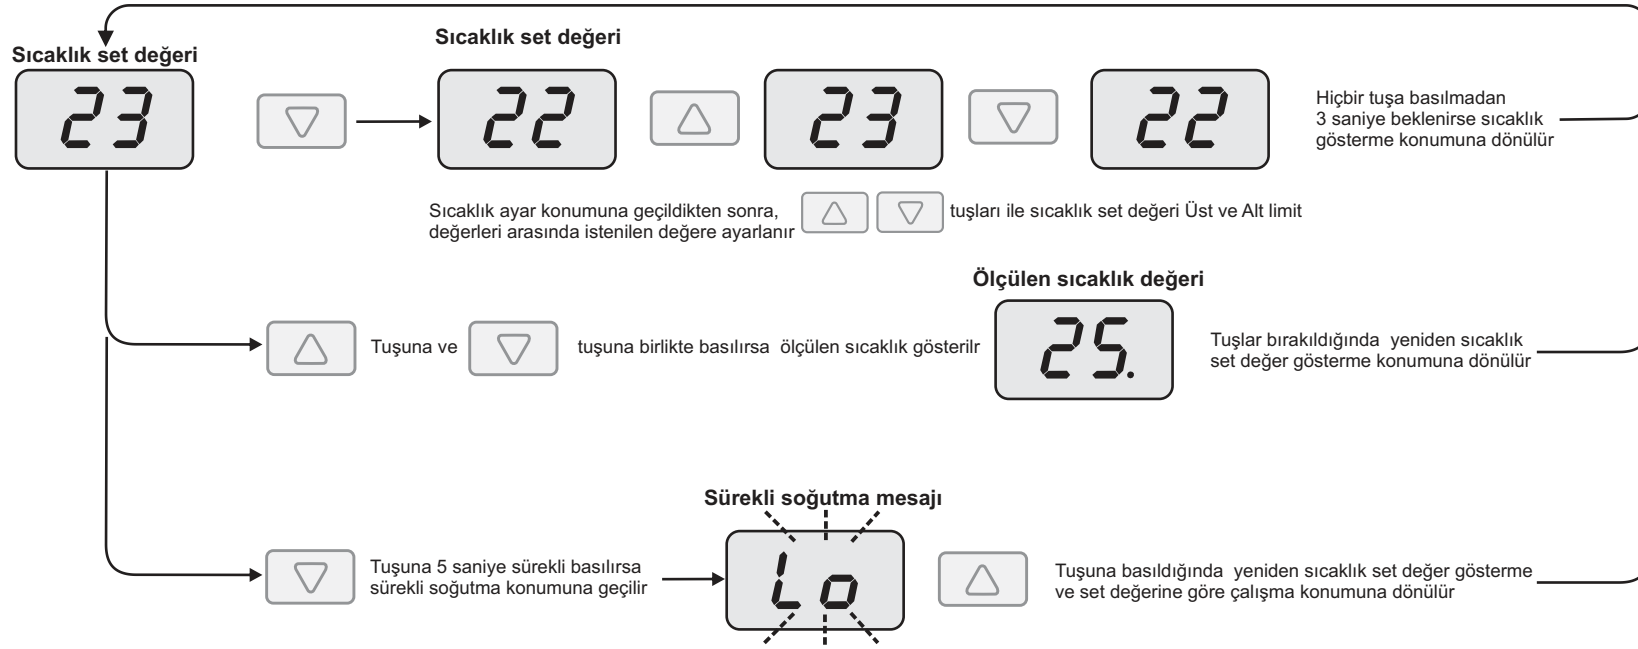 Sıcaklık set değeri
23
Sıcaklık set değeri
22
23
22
Hiçbir tuşa basılmadan
3 saniye beklenirse sıcaklık
gösterme konumuna dönülür
Sıcaklık ayar konumuna geçildikten sonra, tuşları ile sıcaklık set değeri Üst ve Alt limit
değerleri arasında istenilen değere ayarlanır
Tuşuna ve tuşuna birlikte basılırsa ölçülen sıcaklık gösterilr
Ölçülen sıcaklık değeri
25.
Tuşlar bırakıldığında yeniden sıcaklık
set değer gösterme konumuna dönülür
Tuşuna 5 saniye sürekli basılırsa
sürekli soğutma konumuna geçilir
Sürekli soğutma mesajı
Lo
Tuşuna basıldığında yeniden sıcaklık set değer gösterme
ve set değerine göre çalışma konumuna dönülür